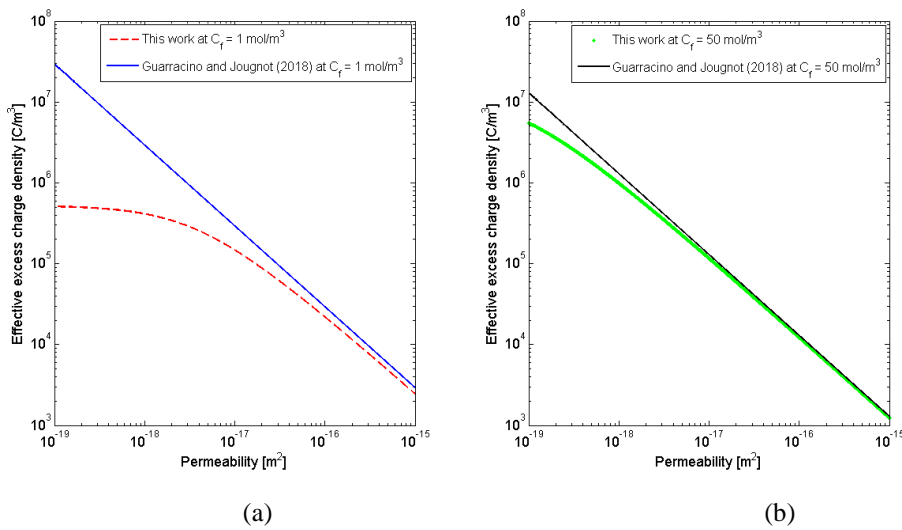 This work at C_f = 1 mol/m^3
Guarracino and Jougnot (2018) at C_f = 1 mol/m^3
Effective excess charge density [C/m^3]
10^8
10^7
10^6
10^5
10^4
10^3
10^-19
10^-18
10^-17
10^-16
10^-15
Permeability [m^2]
(a)
This work at C_f = 50 mol/m^3
Guarracino and Jougnot (2018) at C_f = 50 mol/m^3
Effective excess charge density [C/m^3]
10^8
10^7
10^6
10^5
10^4
10^3
10^-19
10^-18
10^-17
10^-16
10^-15
Permeability [m^2]
(b)